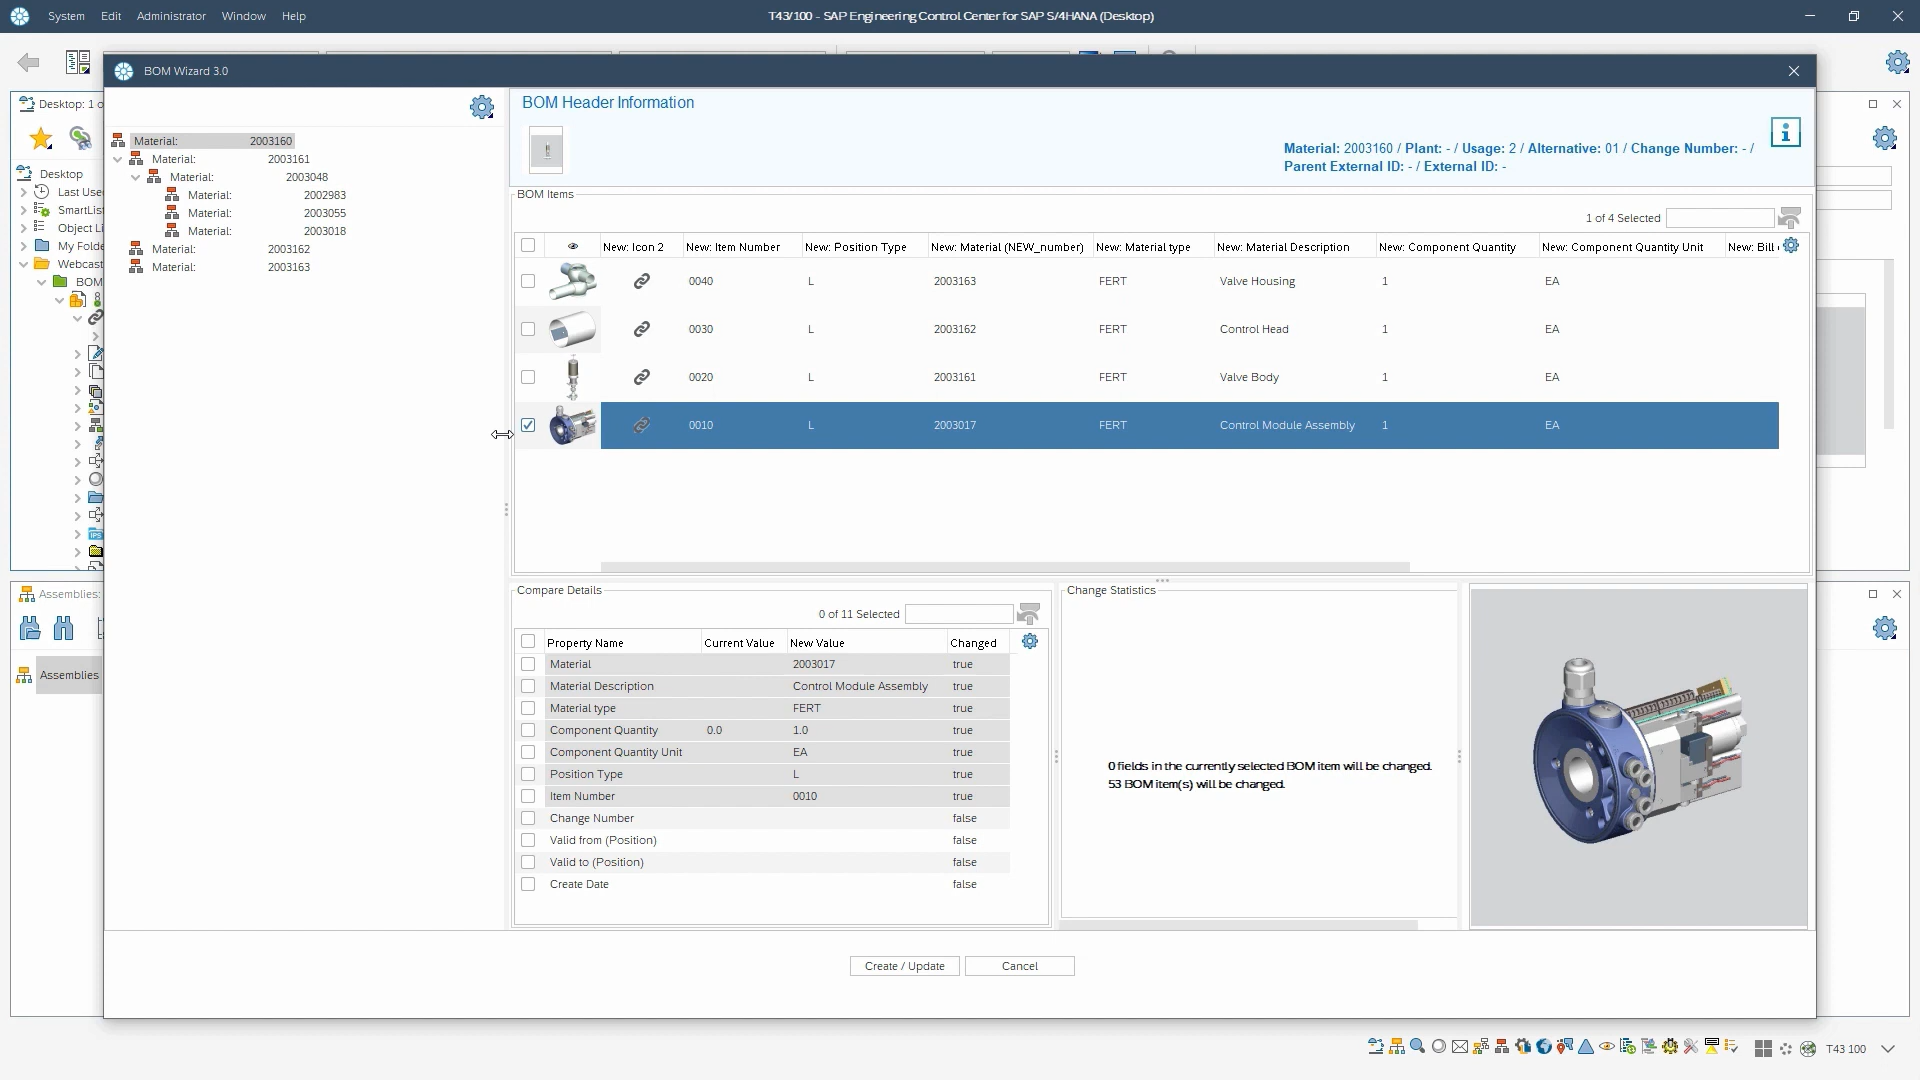 System Edit Administrator Window Help
T43/100 - SAP Engineering Control Center for SAP S/4HANA (Desktop)
BOM Wizard 3.0
Desktop: 1 o
Desktop
Last Use
SmartList
Object Li
My Folde
Webcast
BOM
Assemblies:
Assemblies
Material: 2003160
Material: 2003161
Material: 2003048
Material: 2002983
Material: 2003055
Material: 2003018
Material: 2003162
Material: 2003163
BOM Header Information
Material: 2003160 / Plant: - / Usage: 2 / Alternative: 01 / Change Number: - /
Parent External ID: - / External ID: -
BOM Items
1 of 4 Selected
New: Icon 2 New: Item Number New: Position Type New: Material (NEW_number) New: Material type New: Material Description New: Component Quantity New: Component Quantity Unit New: Bill
0040 L 2003163 FERT Valve Housing 1 EA
0030 L 2003162 FERT Control Head 1 EA
0020 L 2003161 FERT Valve Body 1 EA
0010 L 2003017 FERT Control Module Assembly 1 EA
Compare Details
0 of 11 Selected
Property Name Current Value New Value Changed
Material 2003017 true
Material Description Control Module Assembly true
Material type FERT true
Component Quantity 0.0 1.0 true
Component Quantity Unit EA true
Position Type L true
Item Number 0010 true
Change Number false
Valid from (Position) false
Valid to (Position) false
Create Date false
Change Statistics
0 fields in the currently selected BOM item will be changed.
53 BOM item(s) will be changed.
Create / Update Cancel
T43 100